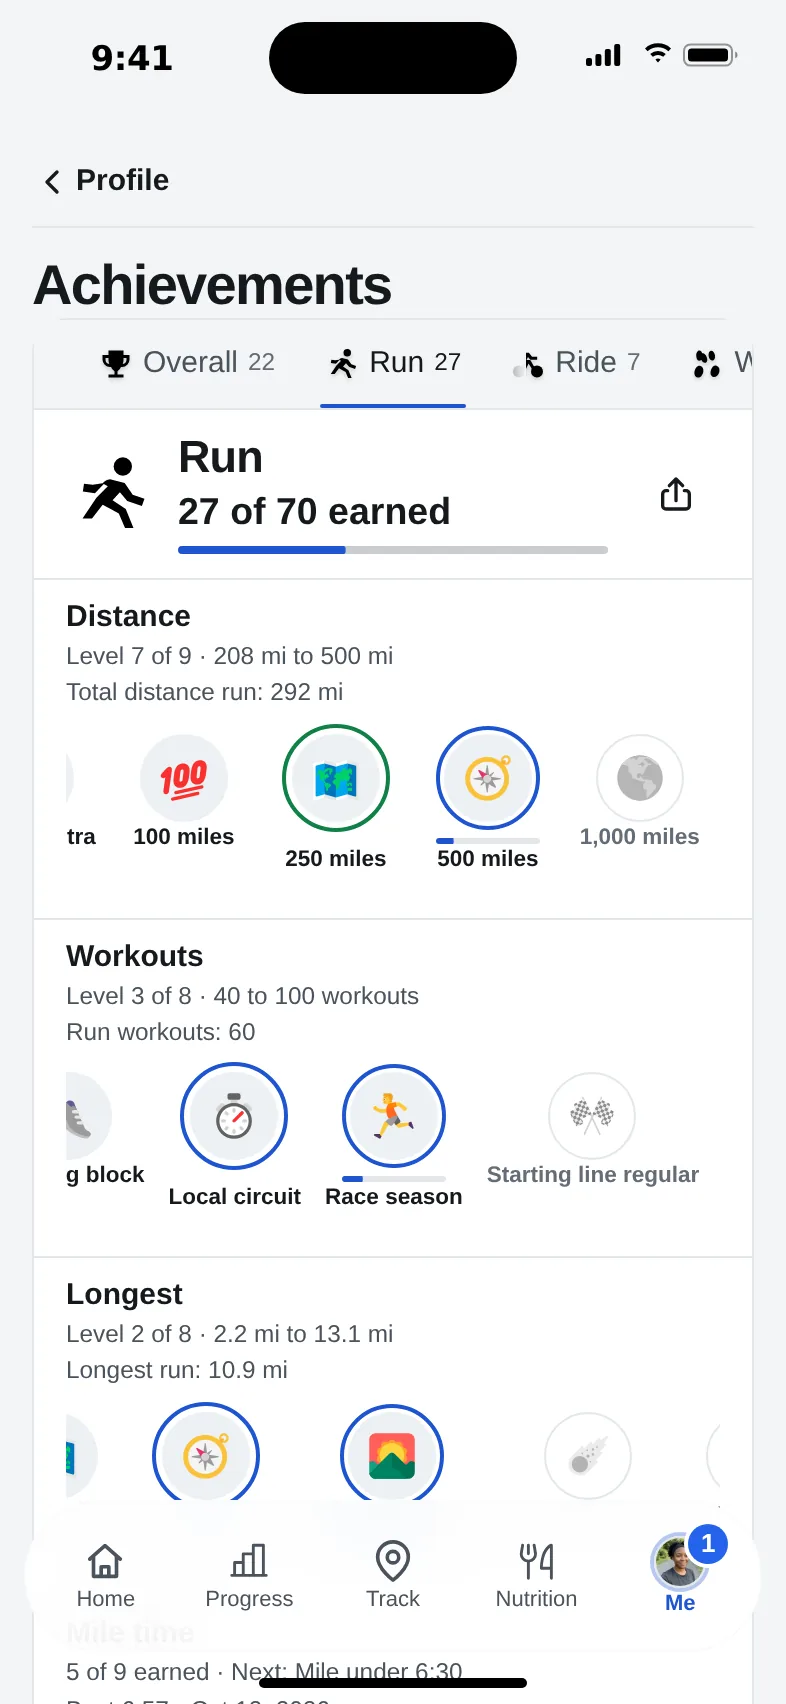 9:41
Profile
Achievements
Overall 22
Run 27
Ride 7
W
Run
27 of 70 earned
Distance
Level 7 of 9 · 208 mi to 500 mi
Total distance run: 292 mi
tra
100 miles
250 miles
500 miles
1,000 miles
Workouts
Level 3 of 8 · 40 to 100 workouts
Run workouts: 60
g block
Local circuit
Race season
Starting line regular
Longest
Level 2 of 8 · 2.2 mi to 13.1 mi
Longest run: 10.9 mi
1
Home
Progress
Track
Nutrition
Me
Mile time
5 of 9 earned · Next: Mile under 6:30